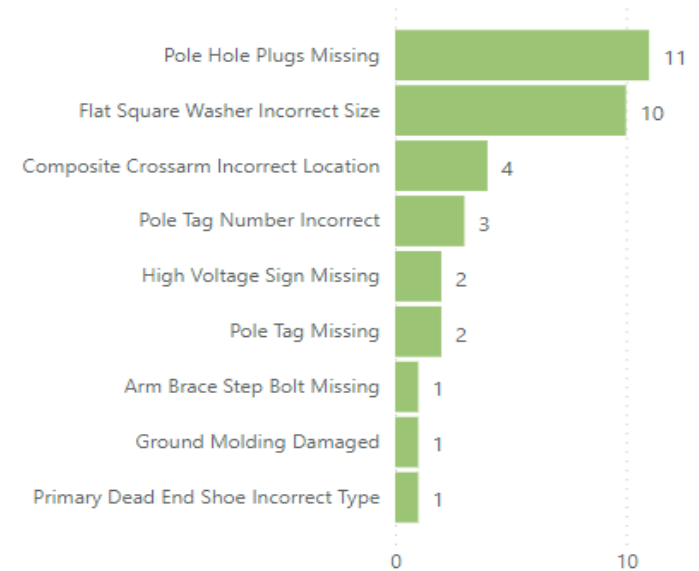 Pole Hole Plugs Missing 11
Flat Square Washer Incorrect Size 10
Composite Crossarm Incorrect Location 4
Pole Tag Number Incorrect 3
High Voltage Sign Missing 2
Pole Tag Missing 2
Arm Brace Step Bolt Missing 1
Ground Molding Damaged 1
Primary Dead End Shoe Incorrect Type 1
0 10